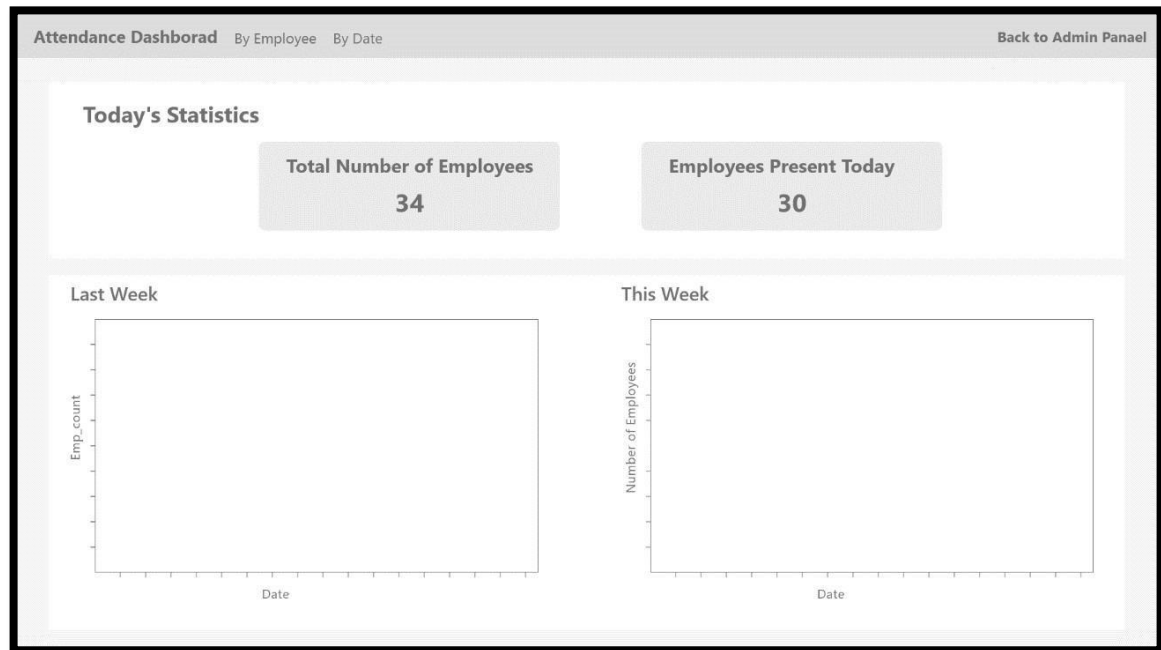 Attendance Dashborad By Employee By Date Back to Admin Panael
Today's Statistics
Total Number of Employees
34
Employees Present Today
30
Last Week
Emp_count
Date
This Week
Number of Employees
Date